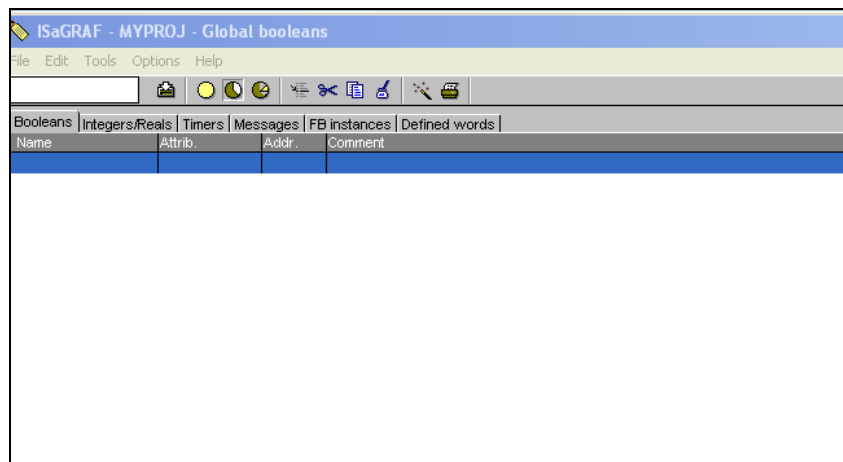 ISaGRAF - MYPROJ - Global booleans
File Edit Tools Options Help
Booleans Integers/Reals Timers Messages FB instances Defined words
Name Attrib. Addr. Comment